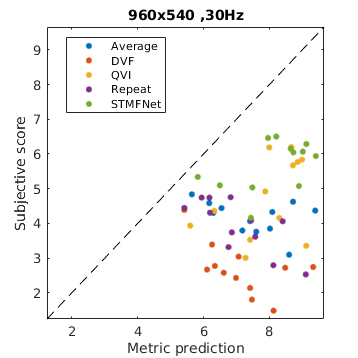 960x540 ,30Hz
Average
DVF
QVI
Repeat
STMFNet
Subjective score
9
8
7
6
5
4
3
2
2
4
6
8
Metric prediction